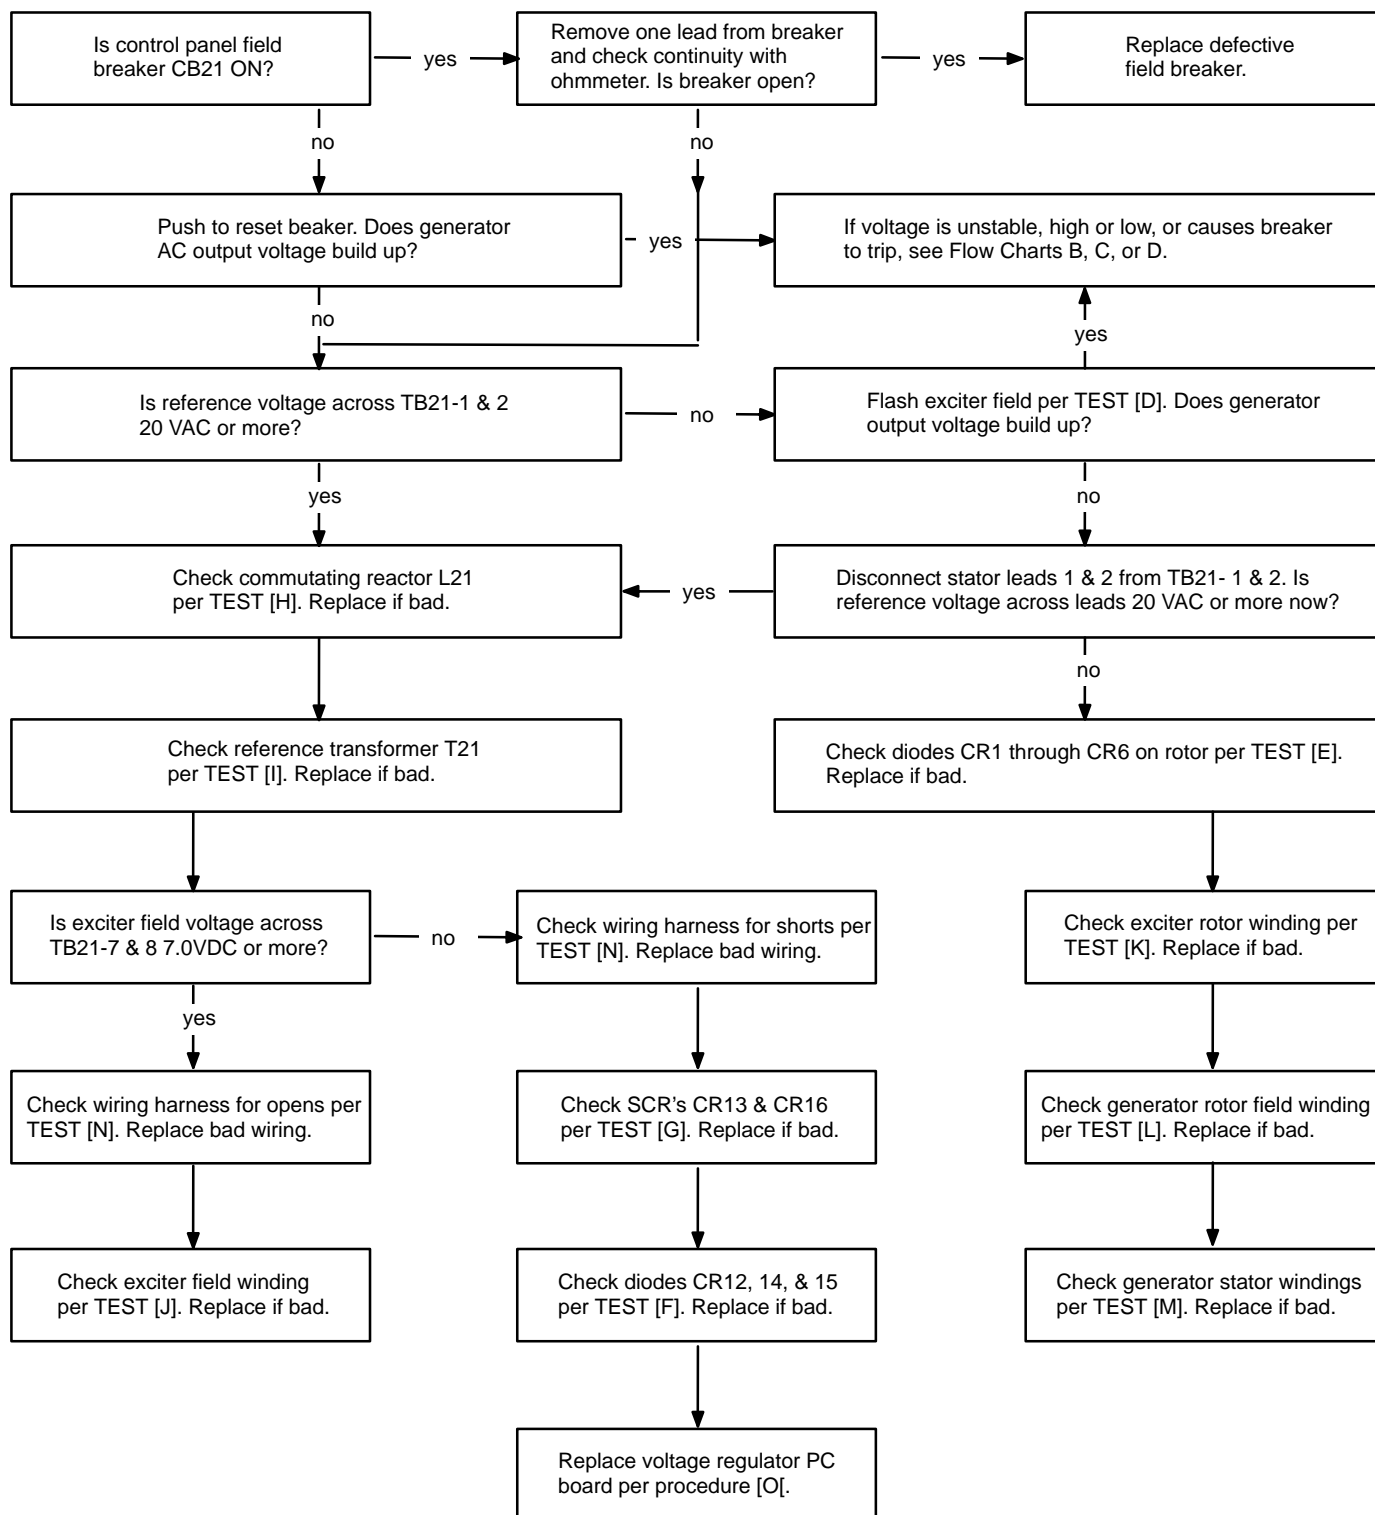 Is control panel field
breaker CB21 ON?
yes
Remove one lead from breaker
and check continuity with
ohmmeter. Is breaker open?
yes
Replace defective
field breaker.
no
no
Push to reset beaker. Does generator
AC output voltage build up?
yes
If voltage is unstable, high or low, or causes breaker
to trip, see Flow Charts B, C, or D.
no
yes
Is reference voltage across TB21-1 & 2
20 VAC or more?
no
Flash exciter field per TEST [D]. Does generator
output voltage build up?
yes
no
Check commutating reactor L21
per TEST [H]. Replace if bad.
yes
Disconnect stator leads 1 & 2 from TB21- 1 & 2. Is
reference voltage across leads 20 VAC or more now?
no
Check reference transformer T21
per TEST [I]. Replace if bad.
Check diodes CR1 through CR6 on rotor per TEST [E].
Replace if bad.
Is exciter field voltage across
TB21-7 & 8 7.0VDC or more?
no
Check wiring harness for shorts per
TEST [N]. Replace bad wiring.
Check exciter rotor winding per
TEST [K]. Replace if bad.
yes
Check wiring harness for opens per
TEST [N]. Replace bad wiring.
Check SCR's CR13 & CR16
per TEST [G]. Replace if bad.
Check generator rotor field winding
per TEST [L]. Replace if bad.
Check exciter field winding
per TEST [J]. Replace if bad.
Check diodes CR12, 14, & 15
per TEST [F]. Replace if bad.
Check generator stator windings
per TEST [M]. Replace if bad.
Replace voltage regulator PC
board per procedure [O[.